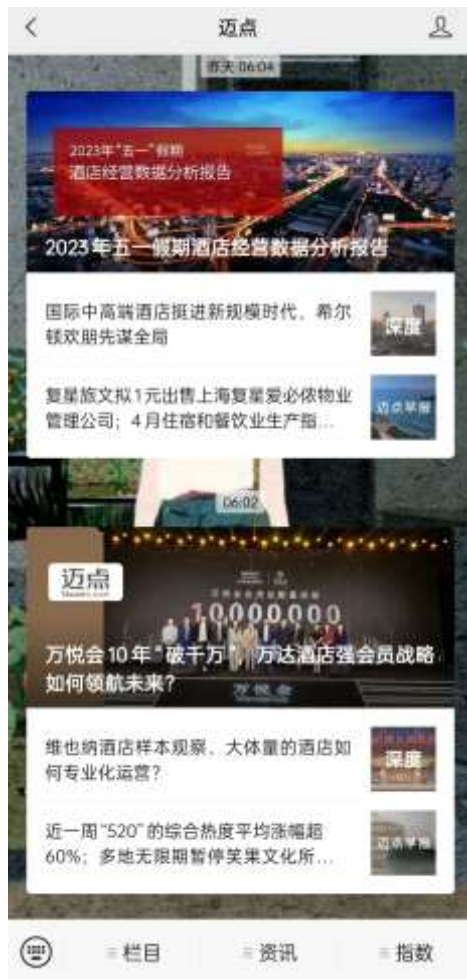 迈点
昨天 06:04
2023年"五一"假期
酒店经营数据分析报告
2023年五一假期酒店经营数据分析报告
国际中高端酒店挺进新规模时代，希尔
顿欢朋先谋全局
深度
复星旅文拟1元出售上海复星爱必侬物业
管理公司；4月住宿和餐饮业生产指...
迈点早报
06:02
迈点
10000000
万悦会10年"破千万"，万达酒店强会员战略
如何领航未来？
万悦会
维也纳酒店样本观察、大体量的酒店如
何专业化运营？
深度
近一周"520"的综合热度平均涨幅超
60%；多地无限期暂停笑果文化所...
迈点早报
栏目
资讯
指数